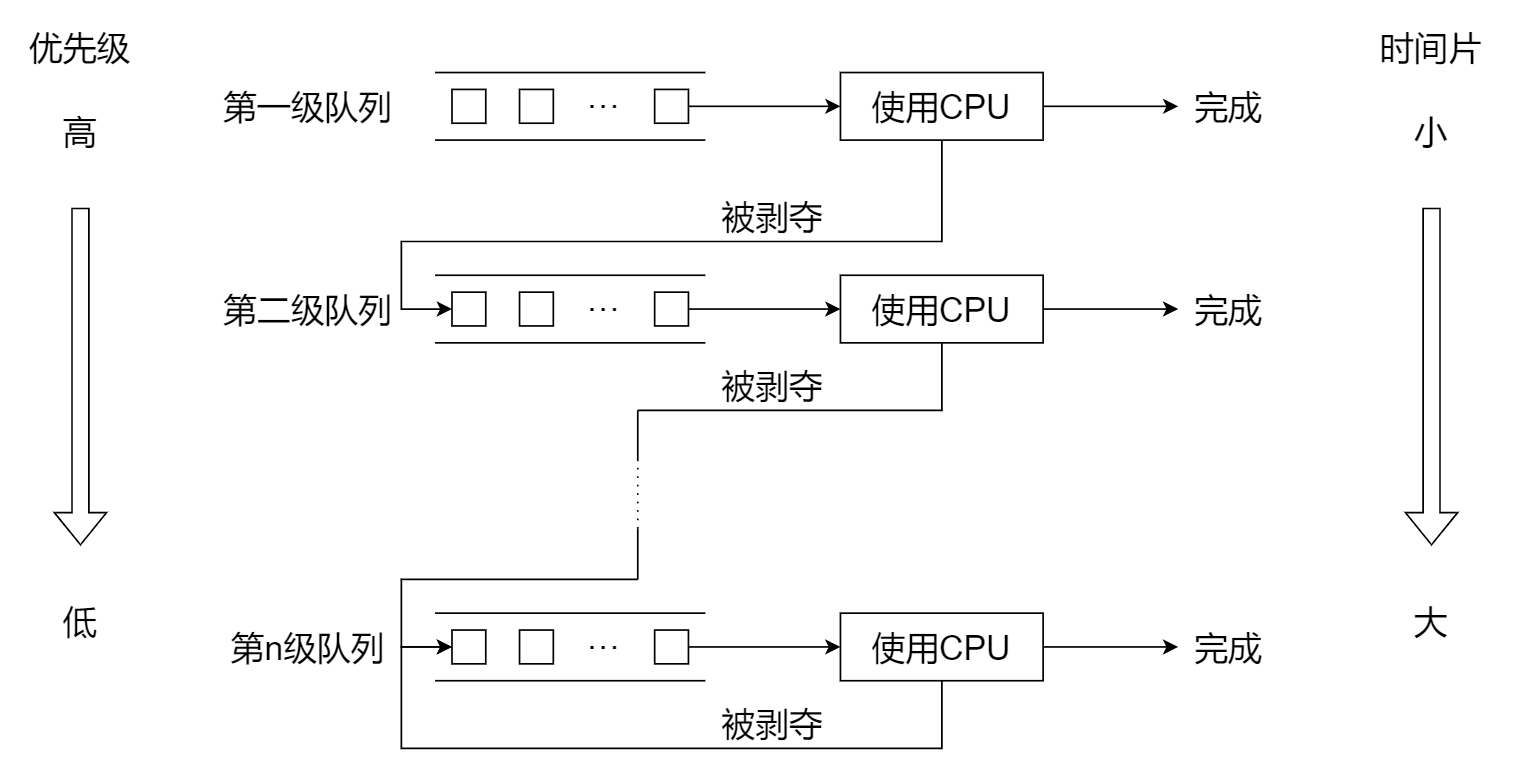 优先级
时间片
高
第一级队列
···
使用CPU
完成
小
被剥夺
第二级队列
···
使用CPU
完成
被剥夺
低
第n级队列
···
使用CPU
完成
大
被剥夺